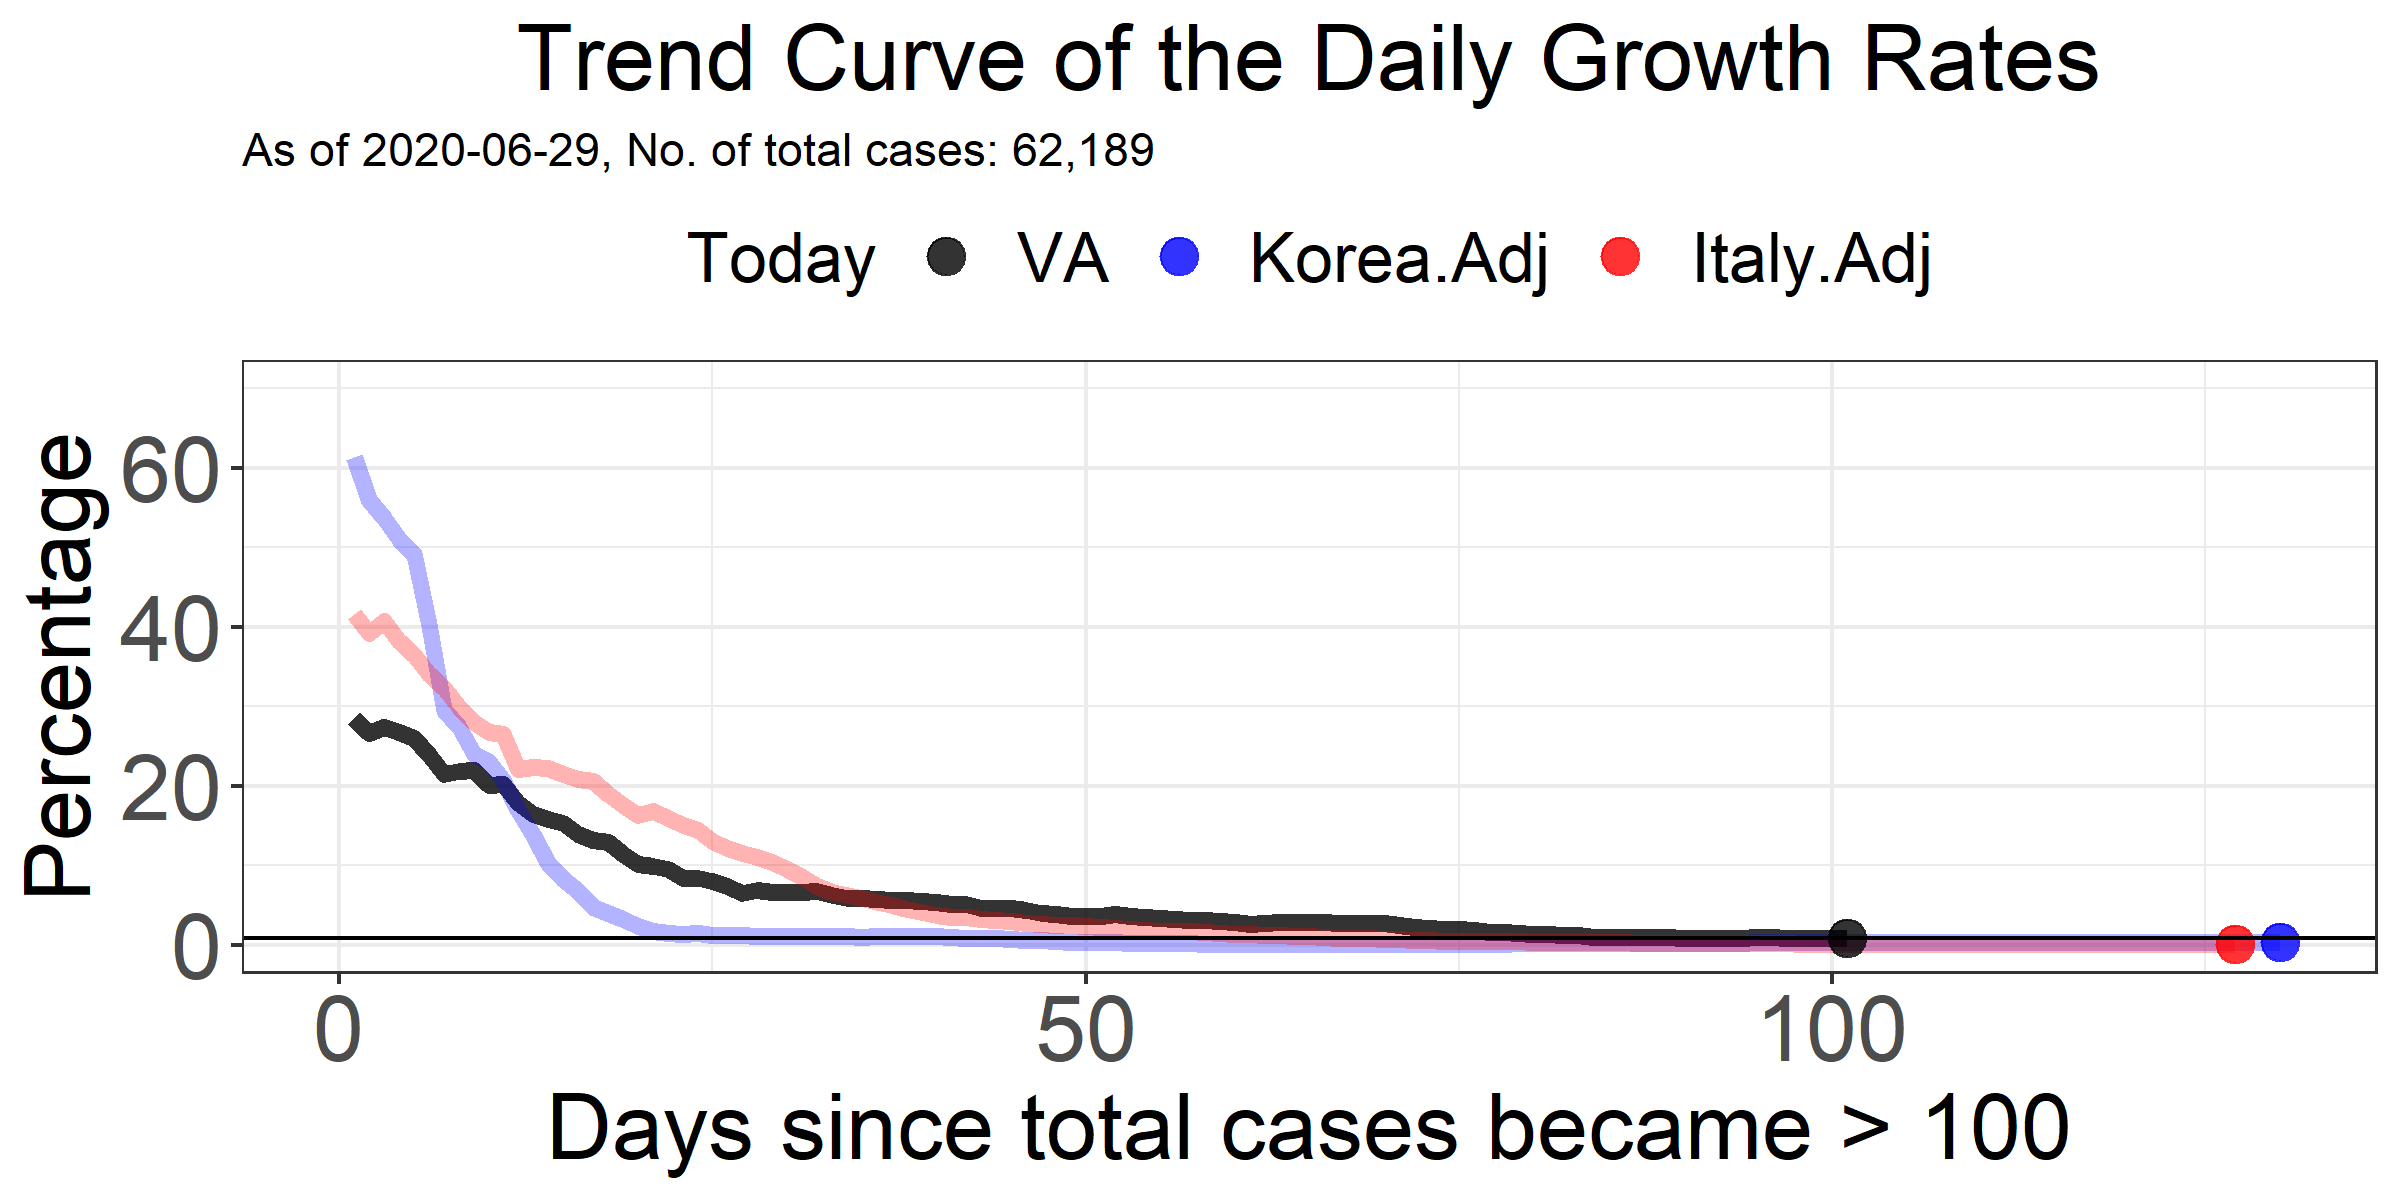 Trend Curve of the Daily Growth Rates
As of 2020-06-29, No. of total cases: 62,189
Today VA Korea.Adj Italy.Adj
Percentage
60
40
20
0
0 50 100
Days since total cases became > 100